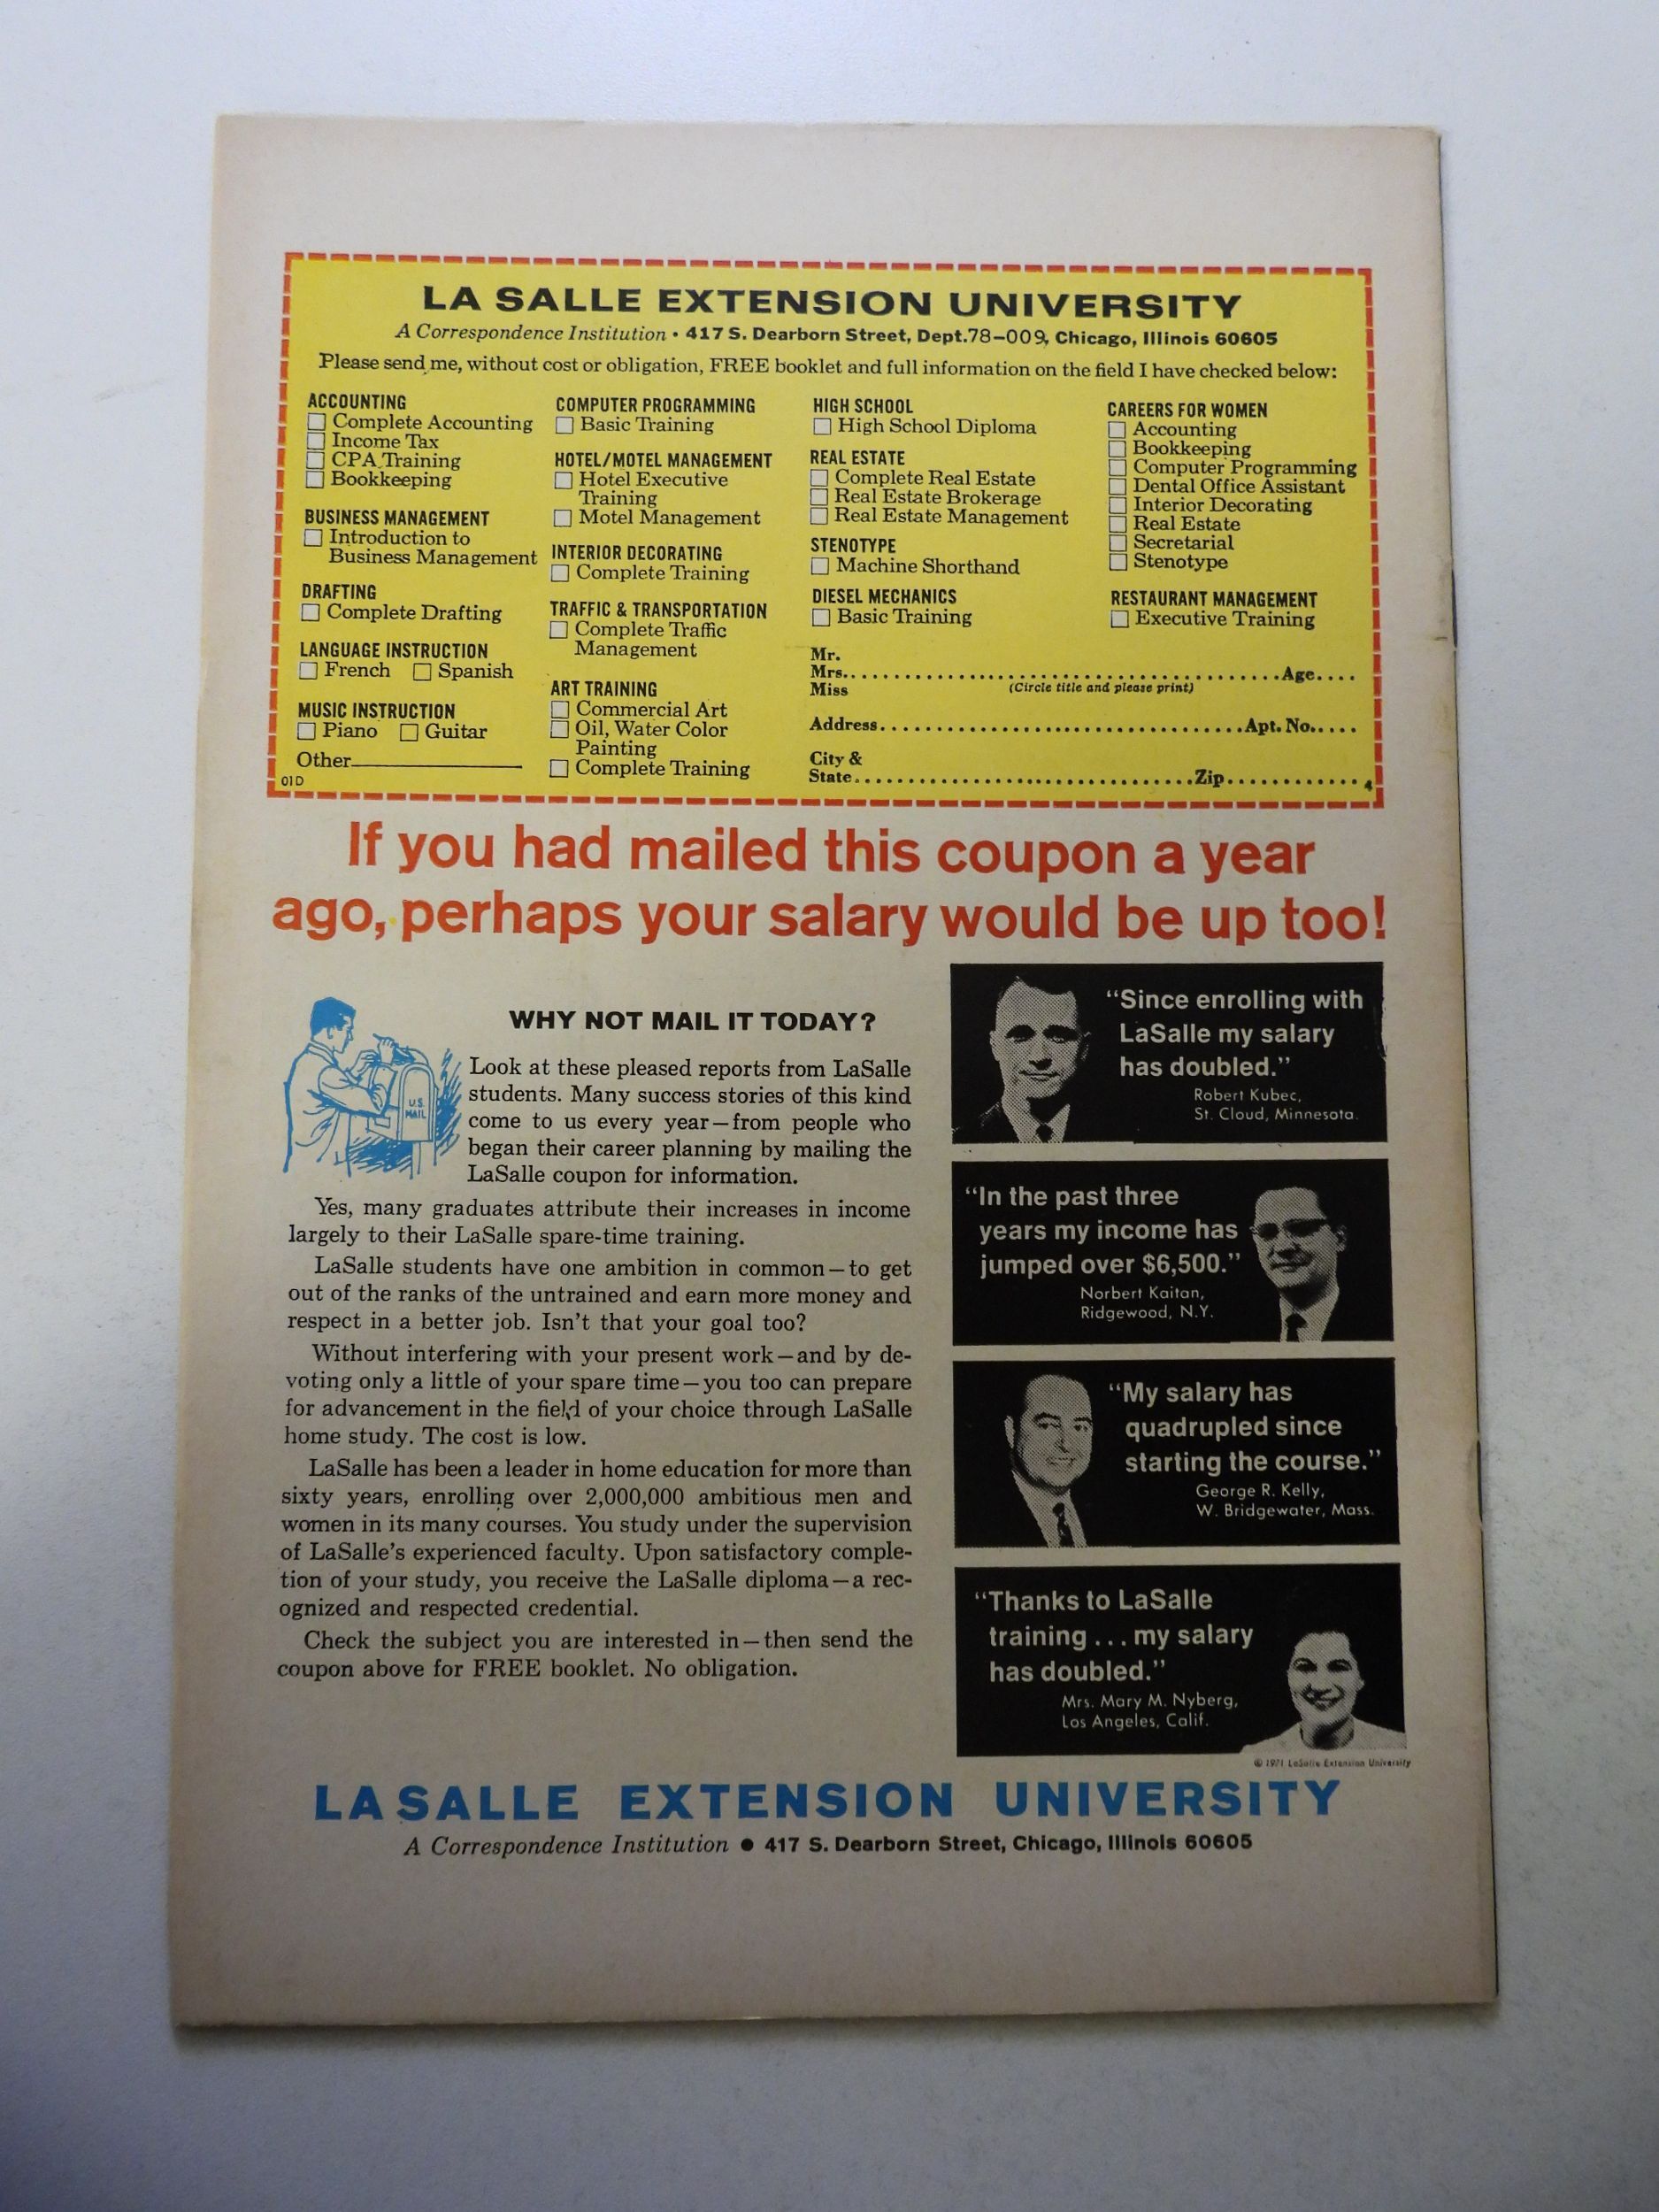 LA SALLE EXTENSION UNIVERSITY
A Correspondence Institution • 417 S. Dearborn Street, Dept.78-009, Chicago, Illinois 60605
Please send me, without cost or obligation, FREE booklet and full information on the field I have checked below:
ACCOUNTING
Complete Accounting
Income Tax
CPA Training
Bookkeeping
BUSINESS MANAGEMENT
Introduction to
Business Management
DRAFTING
Complete Drafting
LANGUAGE INSTRUCTION
French Spanish
MUSIC INSTRUCTION
Piano Guitar
Other
01D
COMPUTER PROGRAMMING
Basic Training
HOTEL/MOTEL MANAGEMENT
Hotel Executive
Training
Motel Management
INTERIOR DECORATING
Complete Training
TRAFFIC & TRANSPORTATION
Complete Traffic
Management
ART TRAINING
Commercial Art
Oil, Water Color
Painting
Complete Training
HIGH SCHOOL
High School Diploma
REAL ESTATE
Complete Real Estate
Real Estate Brokerage
Real Estate Management
STENOTYPE
Machine Shorthand
DIESEL MECHANICS
Basic Training
CAREERS FOR WOMEN
Accounting
Bookkeeping
Computer Programming
Dental Office Assistant
Interior Decorating
Real Estate
Secretarial
Stenotype
RESTAURANT MANAGEMENT
Executive Training
Mr.
Mrs. Age
Miss (Circle title and please print)
Address Apt. No.
City &
State Zip 4
If you had mailed this coupon a year
ago, perhaps your salary would be up too!
U.S.
MAIL
WHY NOT MAIL IT TODAY?
Look at these pleased reports from LaSalle
students. Many success stories of this kind
come to us every year—from people who
began their career planning by mailing the
LaSalle coupon for information.
Yes, many graduates attribute their increases in income
largely to their LaSalle spare-time training.
LaSalle students have one ambition in common—to get
out of the ranks of the untrained and earn more money and
respect in a better job. Isn't that your goal too?
Without interfering with your present work—and by de-
voting only a little of your spare time—you too can prepare
for advancement in the field of your choice through LaSalle
home study. The cost is low.
LaSalle has been a leader in home education for more than
sixty years, enrolling over 2,000,000 ambitious men and
women in its many courses. You study under the supervision
of LaSalle's experienced faculty. Upon satisfactory comple-
tion of your study, you receive the LaSalle diploma—a rec-
ognized and respected credential.
Check the subject you are interested in—then send the
coupon above for FREE booklet. No obligation.
"Since enrolling with
LaSalle my salary
has doubled."
Robert Kubec,
St. Cloud, Minnesota.
"In the past three
years my income has
jumped over $6,500."
Norbert Kaitan,
Ridgewood, N.Y.
"My salary has
quadrupled since
starting the course."
George R. Kelly,
W. Bridgewater, Mass.
"Thanks to LaSalle
training ... my salary
has doubled."
Mrs. Mary M. Nyberg,
Los Angeles, Calif.
© 1971 LaSalle Extension University
LASALLE EXTENSION UNIVERSITY
A Correspondence Institution • 417 S. Dearborn Street, Chicago, Illinois 60605